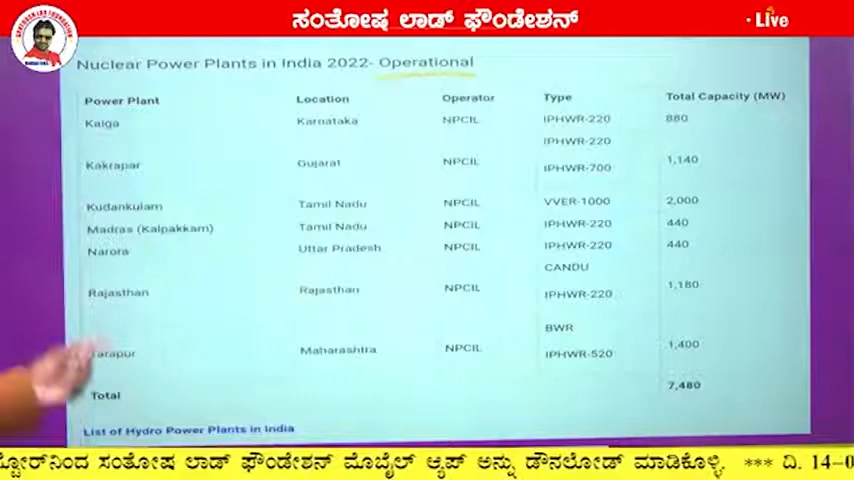 ಸಂತೋಷ ಲಾಡ್ ಫೌಂಡೇಶನ್
Live
Nuclear Power Plants in India 2022- Operational
Power Plant Location Operator Type Total Capacity (MW)
Kaiga Karnataka NPCIL IPHWR-220 880
IPHWR-220
Kakrapar Gujarat NPCIL 1,140
IPHWR-700
Kudankulam Tamil Nadu NPCIL VVER-1000 2,000
Madras (Kalpakkam) Tamil Nadu NPCIL IPHWR-220 440
Narora Uttar Pradesh NPCIL IPHWR-220 440
CANDU
Rajasthan Rajasthan NPCIL 1,180
IPHWR-220
BWR
Tarapur Maharashtra NPCIL 1,400
IPHWR-520
Total 7,480
List of Hydro Power Plants in India
ಸಂತೋಷ ಲಾಡ್ ಫೌಂಡೇಶನ್ ಮೊಬೈಲ್ ಆ್ಯಪ್ ಅನ್ನು ಡೌನಲೋಡ್ ಮಾಡಿಕೊಳ್ಳಿ. *** ದಿ. 14-0